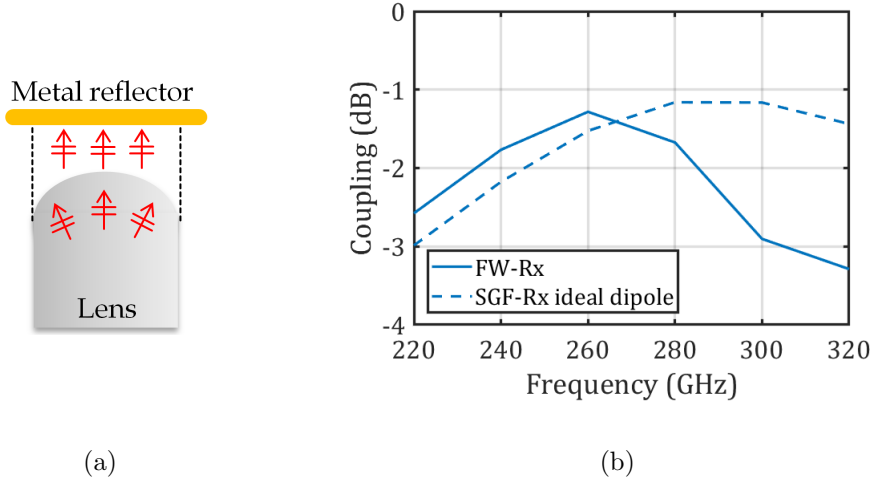 Metal reflector
Lens
(a)
0
-1
-2
-3
-4
Coupling (dB)
FW-Rx
SGF-Rx ideal dipole
220 240 260 280 300 320
Frequency (GHz)
(b)